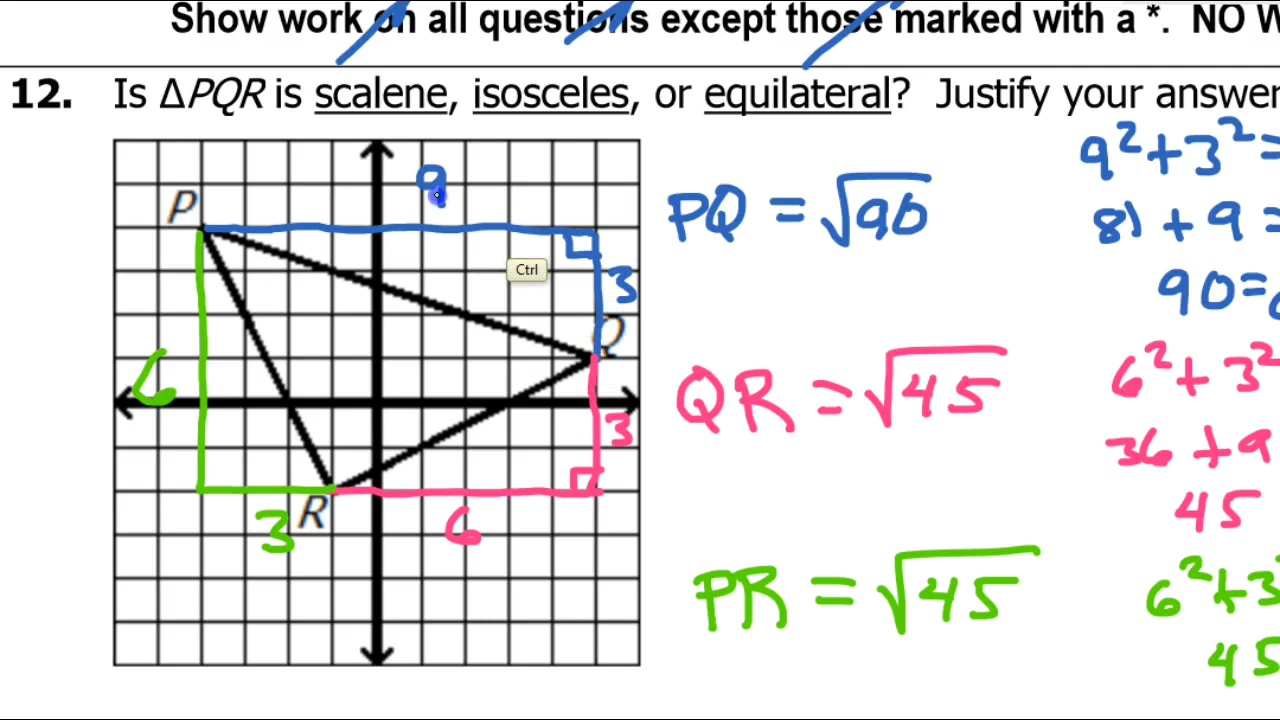 Show work on all questions except those marked with a *. NO W
12. Is ΔPQR is scalene, isosceles, or equilateral? Justify your answer
9² + 3² =
9
P
PQ = √90
81 + 9 =
Ctrl
3
90 =
Q
6² + 3²
6
QR = √45
3
36 + 9
R
3
6
45
PR = √45
6² + 3²
45